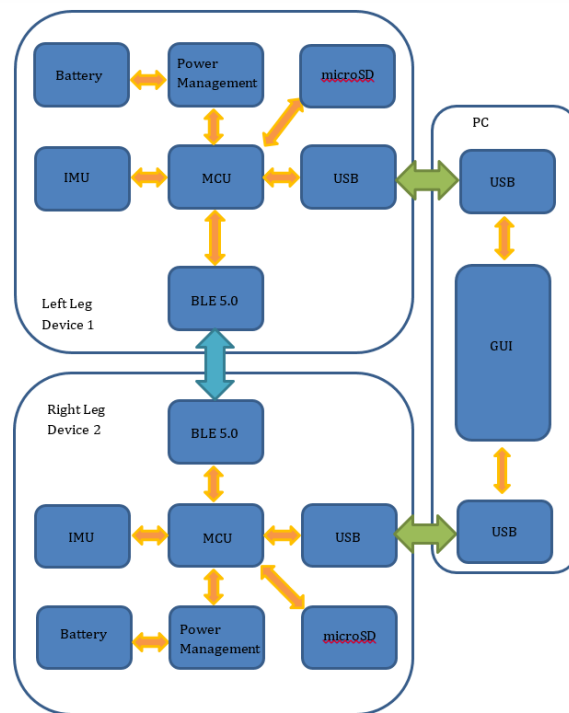 Battery
Power
Management
microSD
IMU
MCU
USB
BLE 5.0
Left Leg
Device 1
PC
USB
GUI
USB
Right Leg
Device 2
BLE 5.0
IMU
MCU
USB
Battery
Power
Management
microSD